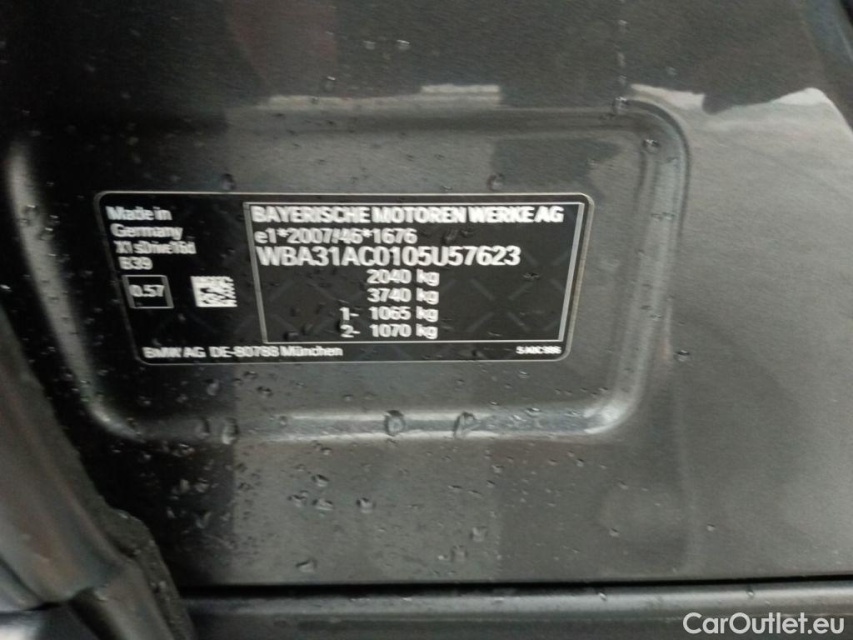 Made in
Germany
X1 sDrive16d
B39
0.57
BAYERISCHE MOTOREN WERKE AG
e1*2007/46*1676
WBA31AC0105U57623
2040 kg
3740 kg
1- 1065 kg
2- 1070 kg
BMW AG DE-80788 München
CarOutlet.eu